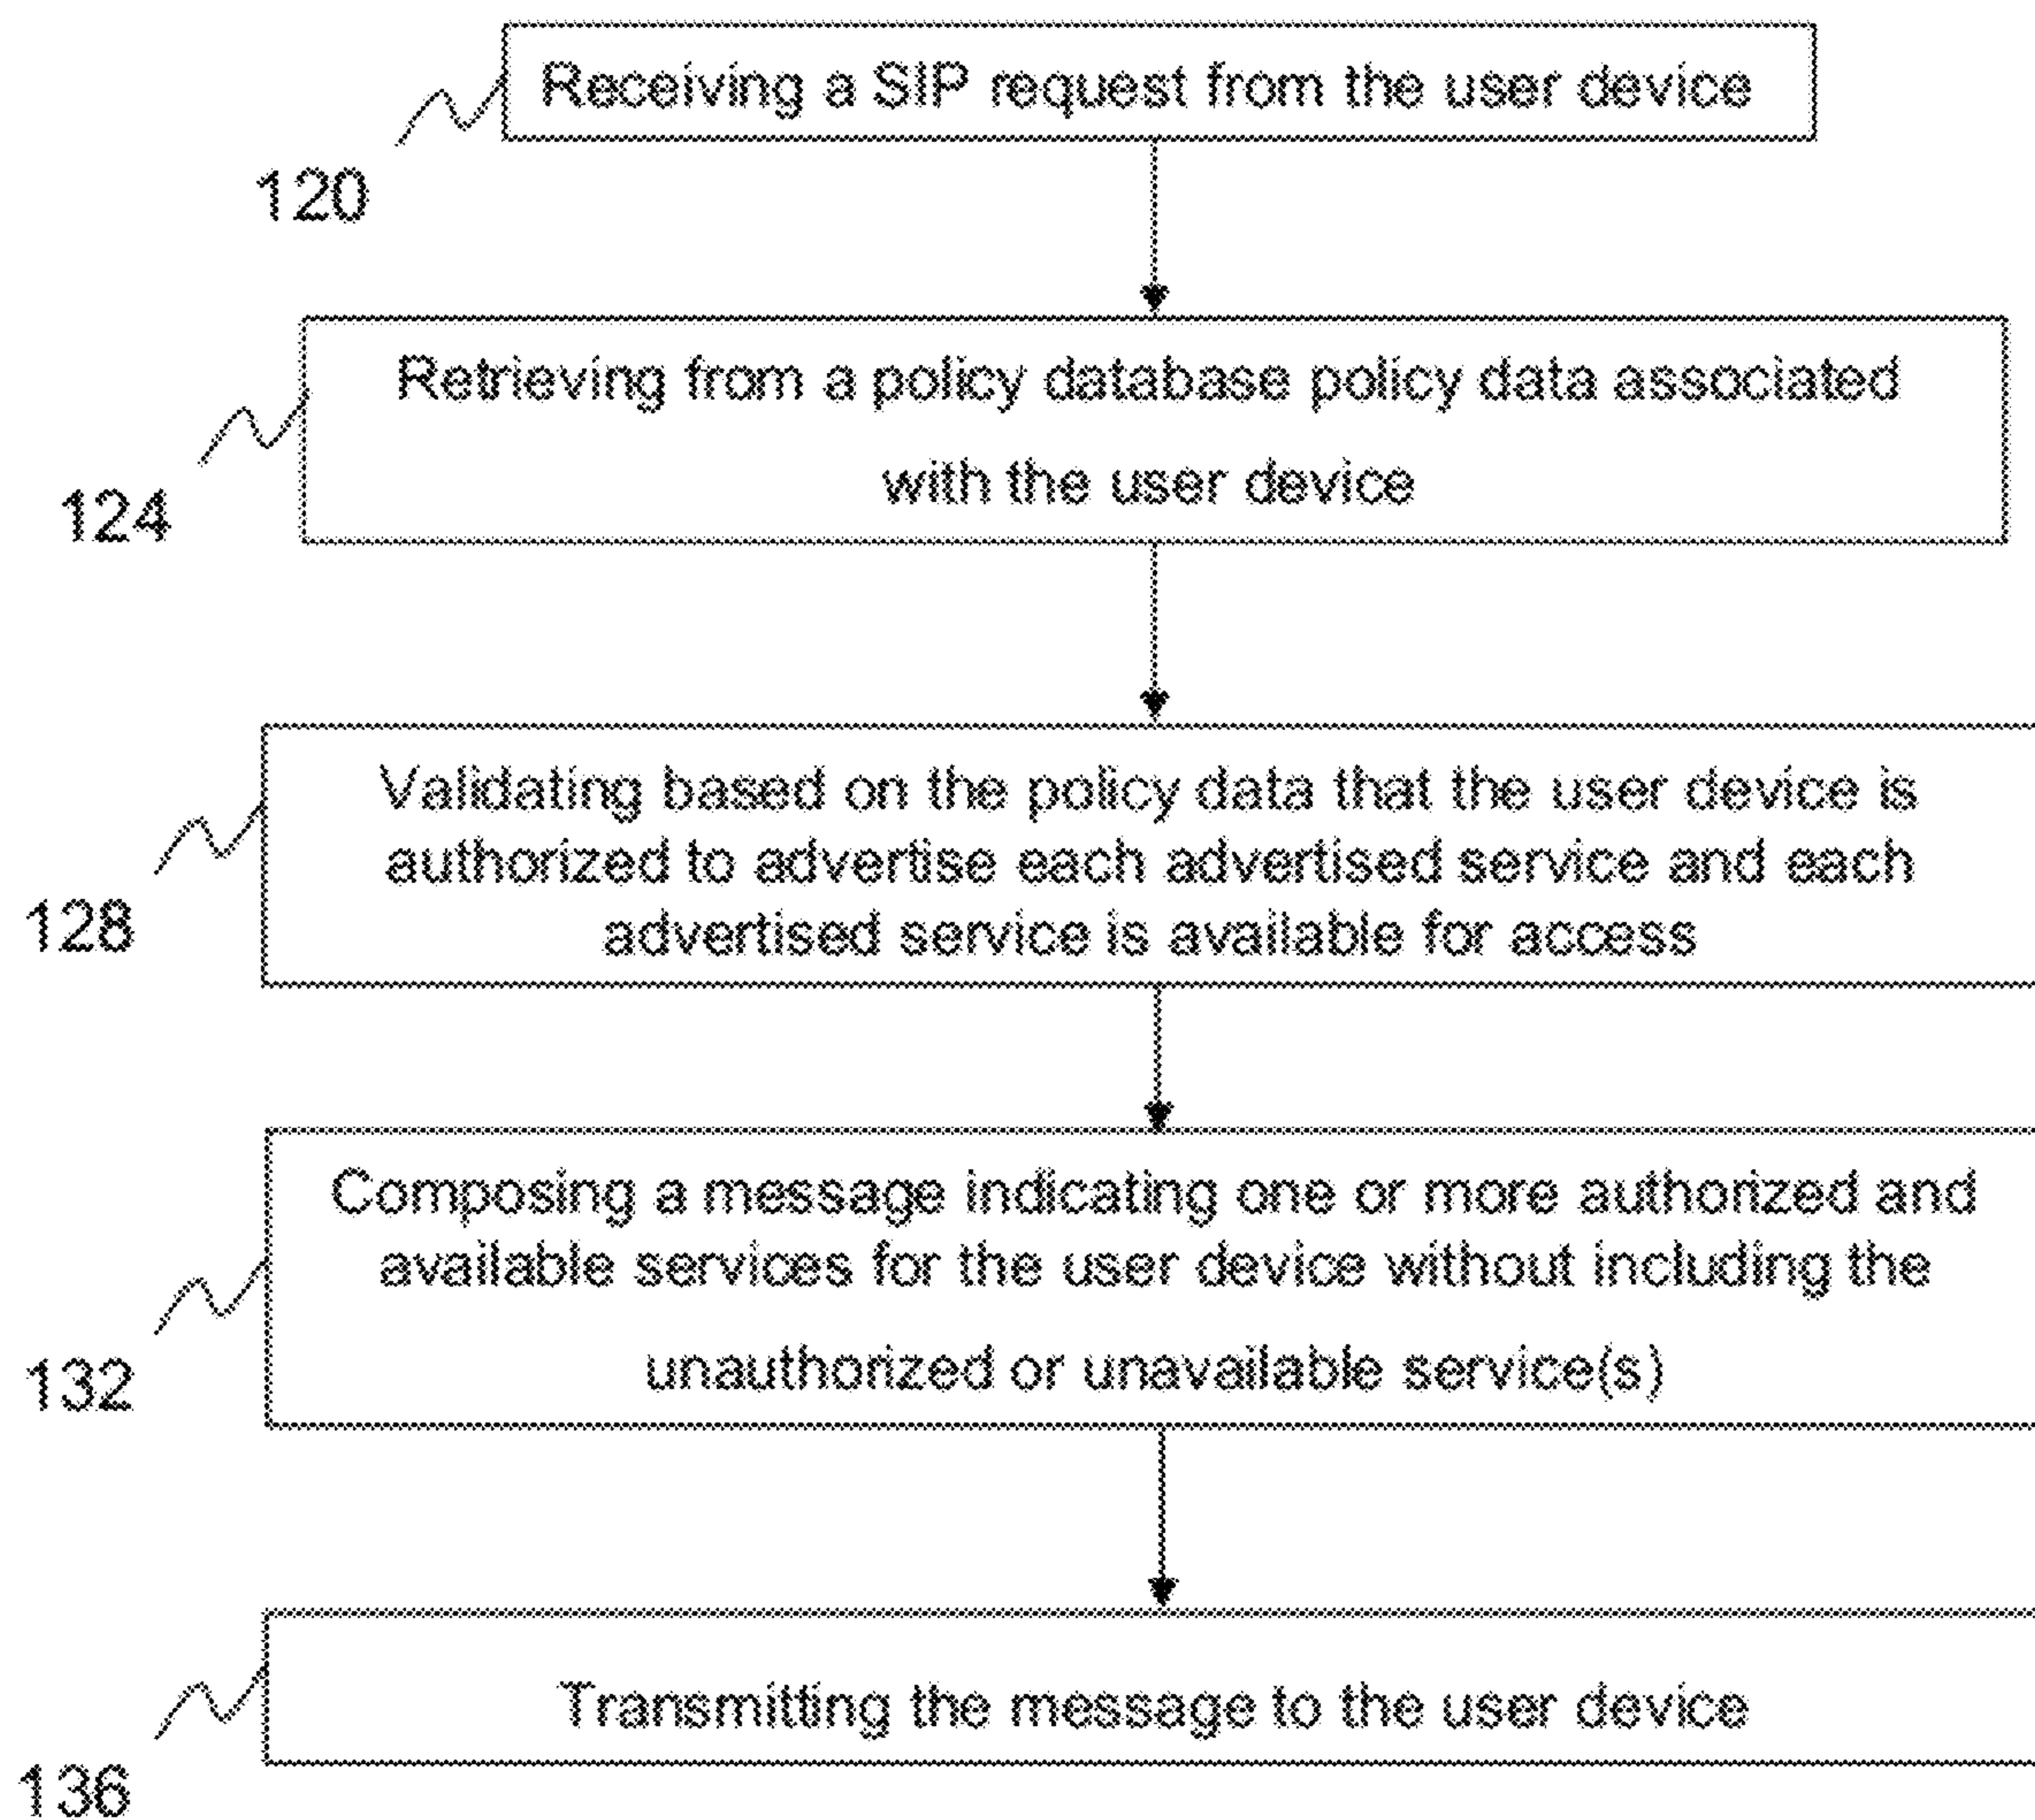 Receiving a SIP request from the user device
120
Retrieving from a policy database policy data associated
with the user device
124
Validating based on the policy data that the user device is
authorized to advertise each advertised service and each
advertised service is available for access
128
Composing a message indicating one or more authorized and
available services for the user device without including the
unauthorized or unavailable service(s)
132
Transmitting the message to the user device
136